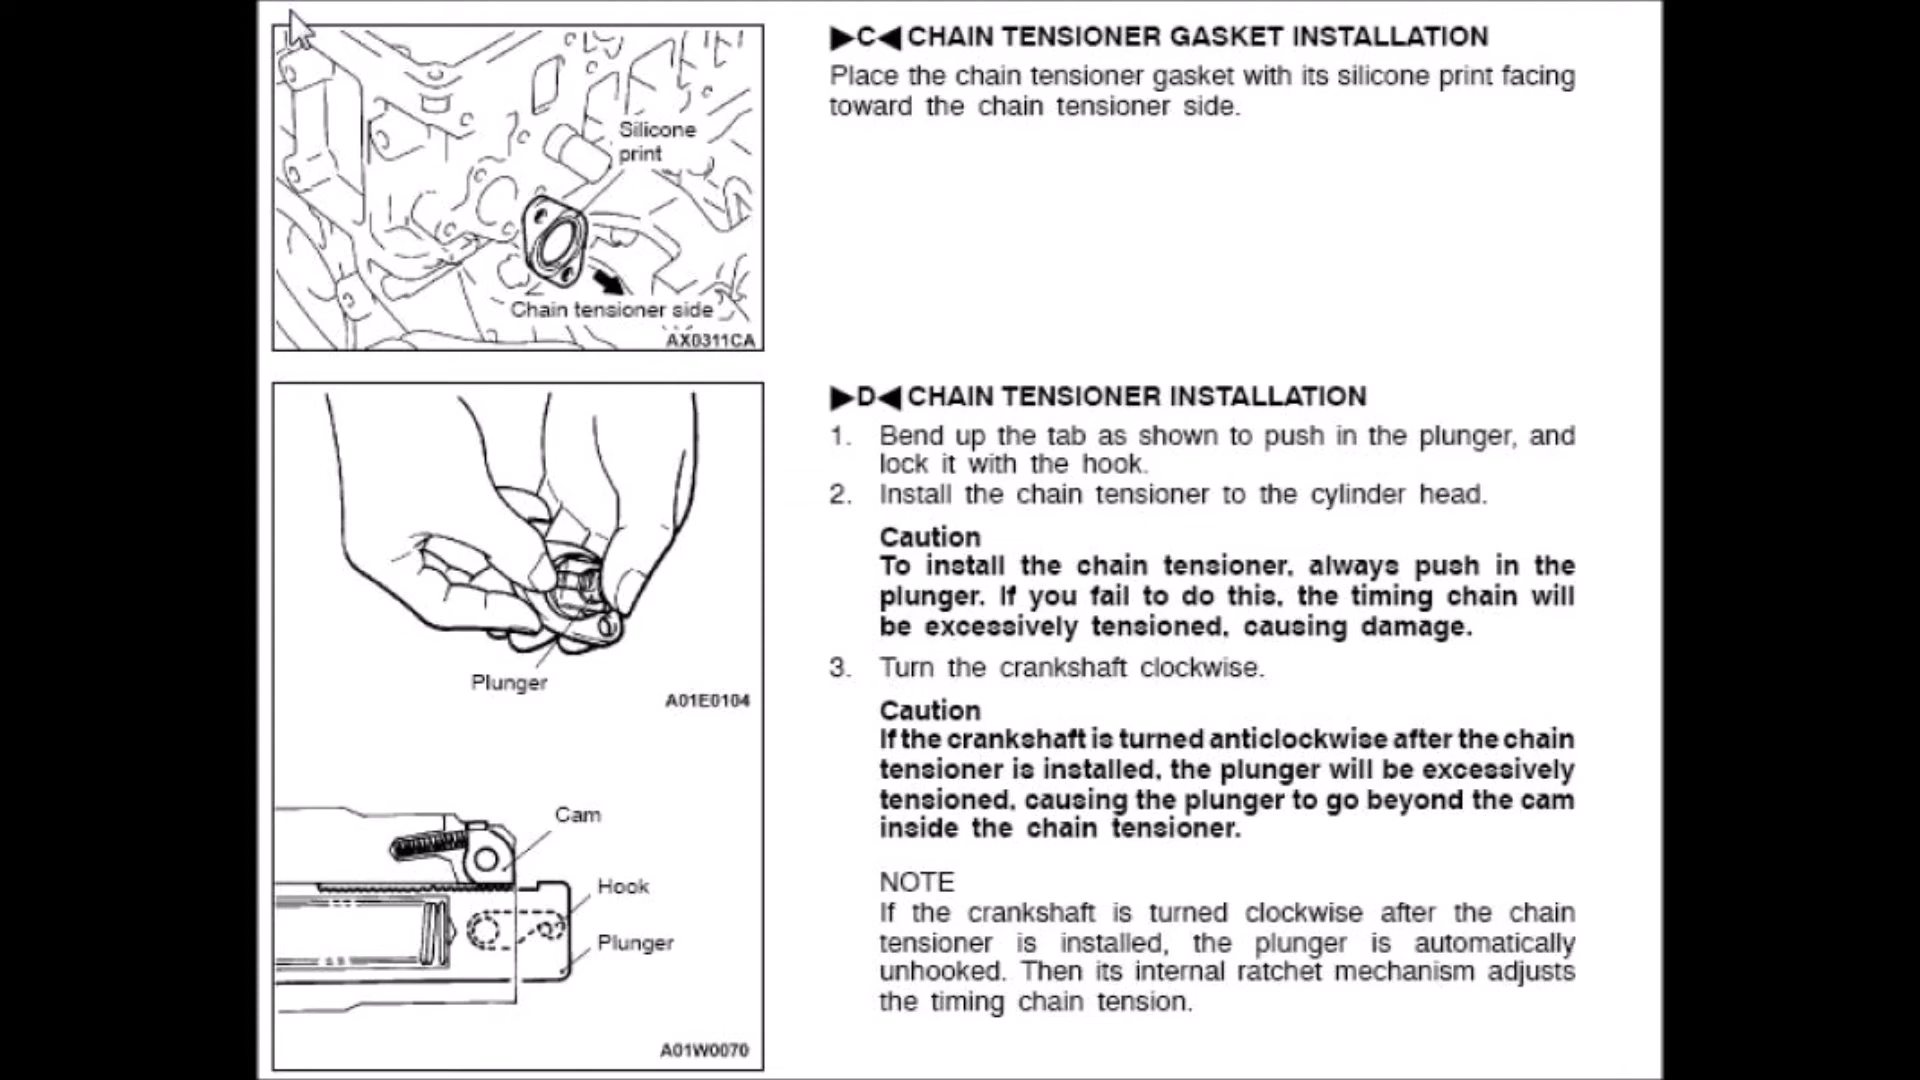 Silicone
print
Chain tensioner side
AX0311CA
▶C◀ CHAIN TENSIONER GASKET INSTALLATION
Place the chain tensioner gasket with its silicone print facing
toward the chain tensioner side.
Plunger
A01E0104
Cam
Hook
Plunger
A01W0070
▶D◀ CHAIN TENSIONER INSTALLATION
1. Bend up the tab as shown to push in the plunger, and
lock it with the hook.
2. Install the chain tensioner to the cylinder head.
Caution
To install the chain tensioner, always push in the
plunger. If you fail to do this, the timing chain will
be excessively tensioned, causing damage.
3. Turn the crankshaft clockwise.
Caution
If the crankshaft is turned anticlockwise after the chain
tensioner is installed, the plunger will be excessively
tensioned, causing the plunger to go beyond the cam
inside the chain tensioner.
NOTE
If the crankshaft is turned clockwise after the chain
tensioner is installed, the plunger is automatically
unhooked. Then its internal ratchet mechanism adjusts
the timing chain tension.